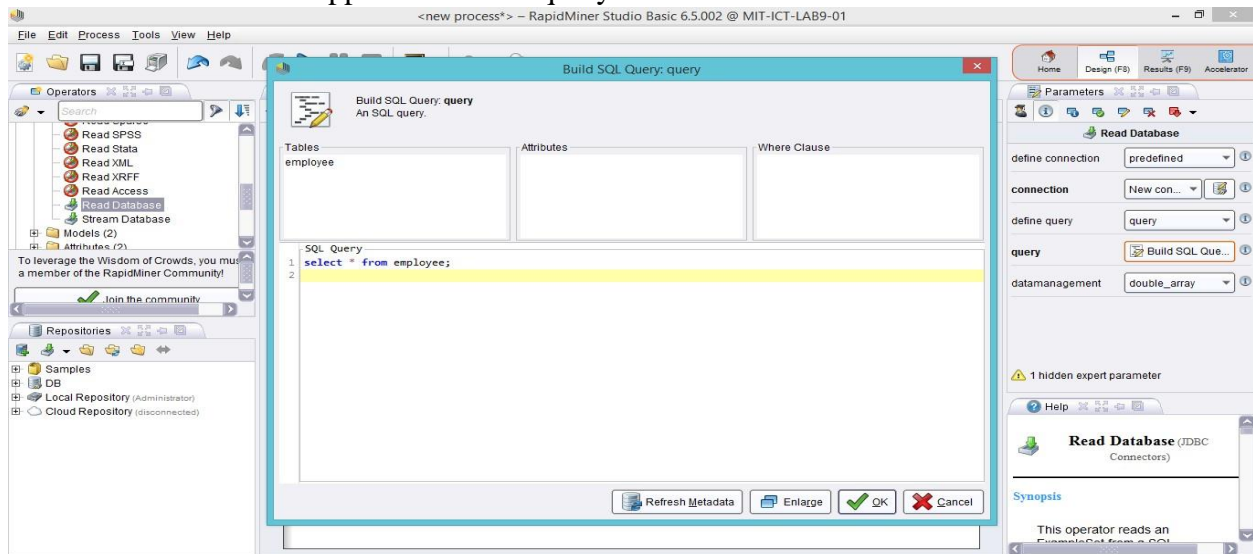 <new process*> – RapidMiner Studio Basic 6.5.002 @ MIT-ICT-LAB9-01
File Edit Process Tools View Help
Home Design (F8) Results (F9) Accelerator
Operators
Search
Read SPSS
Read Stata
Read XML
Read XRFF
Read Access
Read Database
Stream Database
Models (2)
Attributes (2)
To leverage the Wisdom of Crowds, you mus
a member of the RapidMiner Community!
Join the community
Repositories
Samples
DB
Local Repository (Administrator)
Cloud Repository (disconnected)
Build SQL Query: query
Build SQL Query: query
An SQL query.
Tables
employee
Attributes
Where Clause
SQL Query
1 select * from employee;
2
Refresh Metadata Enlarge OK Cancel
Parameters
Read Database
define connection predefined
connection New con...
define query query
query Build SQL Que...
datamanagement double_array
1 hidden expert parameter
Help
Read Database (JDBC
Connectors)
Synopsis
This operator reads an